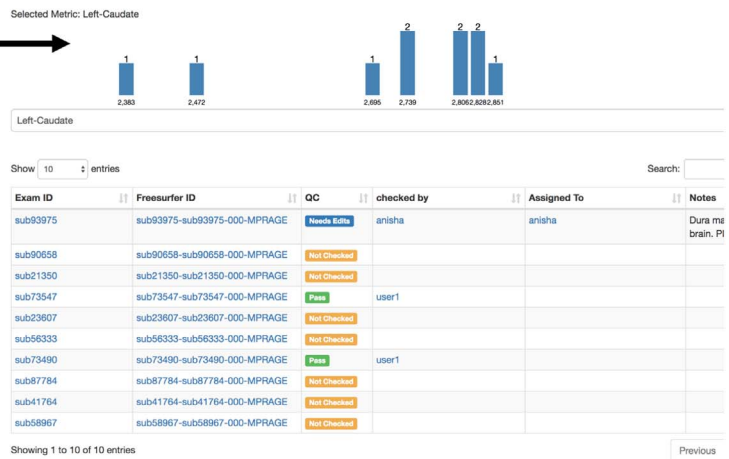 Selected Metric: Left-Caudate
1 1 1 2 2 2 1
2,383 2,472 2,695 2,739 2,806 2,828 2,851
Left-Caudate
Show 10 entries Search:
Exam ID Freesurfer ID QC checked by Assigned To Notes
sub93975 sub93975-sub93975-000-MPRAGE Needs Edits anisha anisha Dura ma
brain. Pl
sub90658 sub90658-sub90658-000-MPRAGE Not Checked
sub21350 sub21350-sub21350-000-MPRAGE Not Checked
sub73547 sub73547-sub73547-000-MPRAGE Pass user1
sub23607 sub23607-sub23607-000-MPRAGE Not Checked
sub56333 sub56333-sub56333-000-MPRAGE Not Checked
sub73490 sub73490-sub73490-000-MPRAGE Pass user1
sub87784 sub87784-sub87784-000-MPRAGE Not Checked
sub41764 sub41764-sub41764-000-MPRAGE Not Checked
sub58967 sub58967-sub58967-000-MPRAGE Not Checked
Showing 1 to 10 of 10 entries Previous